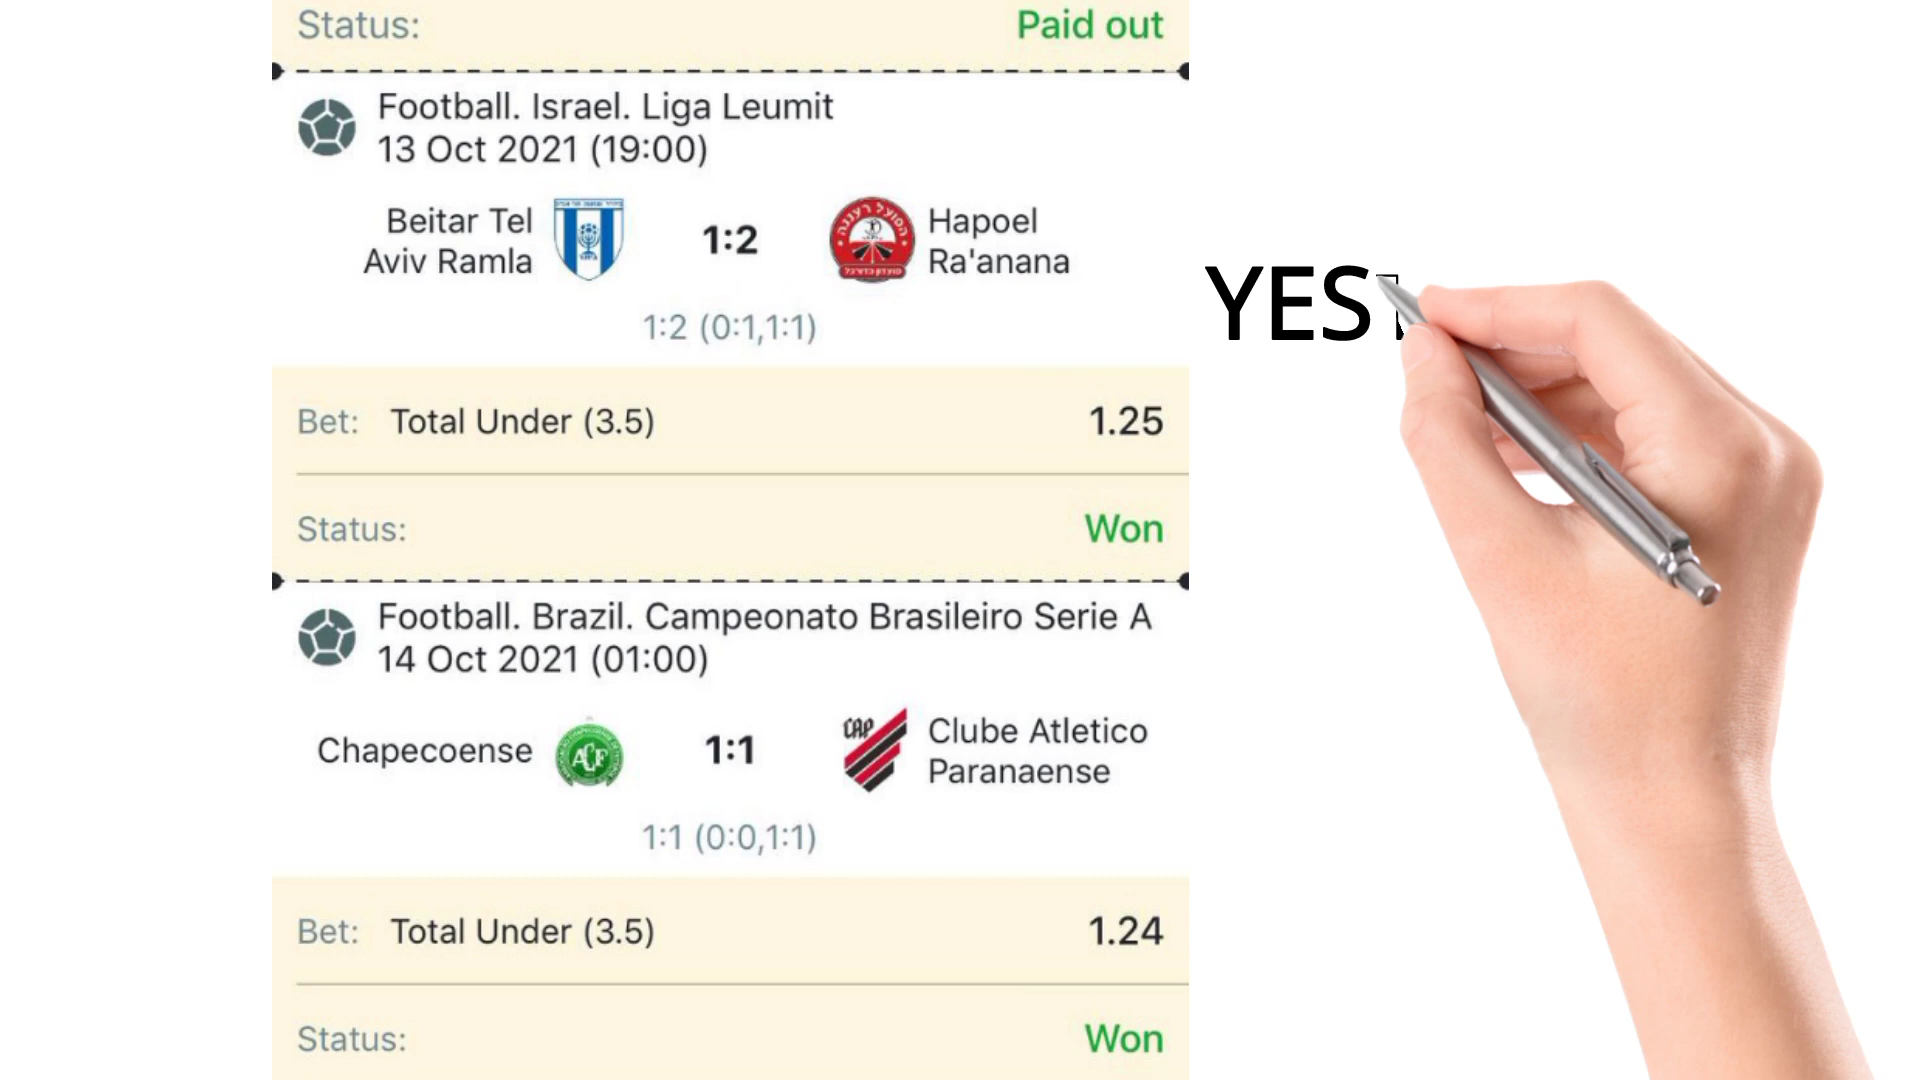 Status: Paid out
Football. Israel. Liga Leumit
13 Oct 2021 (19:00)
Beitar Tel
Aviv Ramla
1:2
Hapoel
Ra'anana
1:2 (0:1,1:1)
Bet: Total Under (3.5) 1.25
Status: Won
Football. Brazil. Campeonato Brasileiro Serie A
14 Oct 2021 (01:00)
Chapecoense
ACF
1:1
CAP
Clube Atletico
Paranaense
1:1 (0:0,1:1)
Bet: Total Under (3.5) 1.24
Status: Won
YES